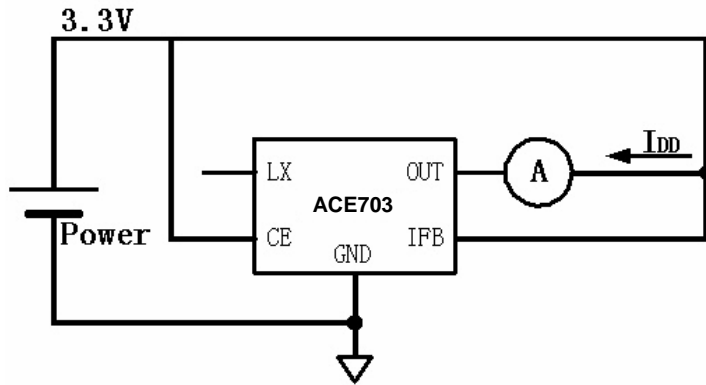 3.3V
IDD
LX OUT A
ACE703
Power CE IFB
GND